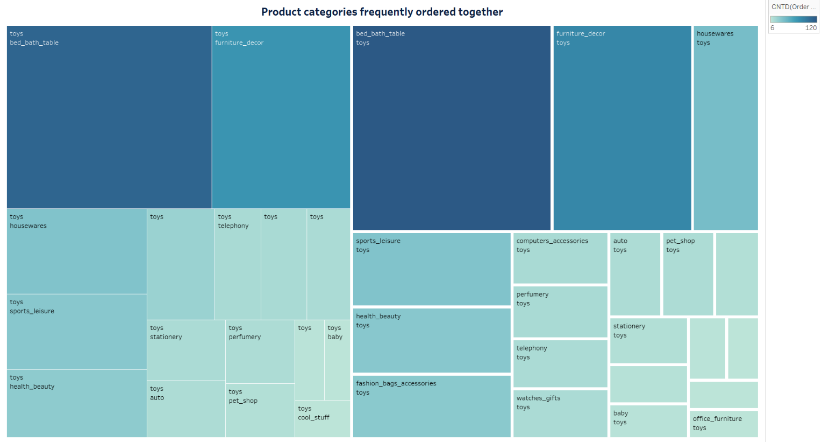 Product categories frequently ordered together
CNTD(Order ...
6 120
toys
bed_bath_table
toys
furniture_decor
toys
housewares
toys
sports_leisure
toys
health_beauty
toys
toys
telephony
toys
toys
toys
stationery
toys
auto
toys
perfumery
toys
pet_shop
toys
toys
baby
toys
cool_stuff
bed_bath_table
toys
furniture_decor
toys
housewares
toys
sports_leisure
toys
health_beauty
toys
fashion_bags_accessories
toys
computers_accessories
toys
perfumery
toys
telephony
toys
watches_gifts
toys
auto
toys
pet_shop
toys
stationery
toys
baby
toys
office_furniture
toys